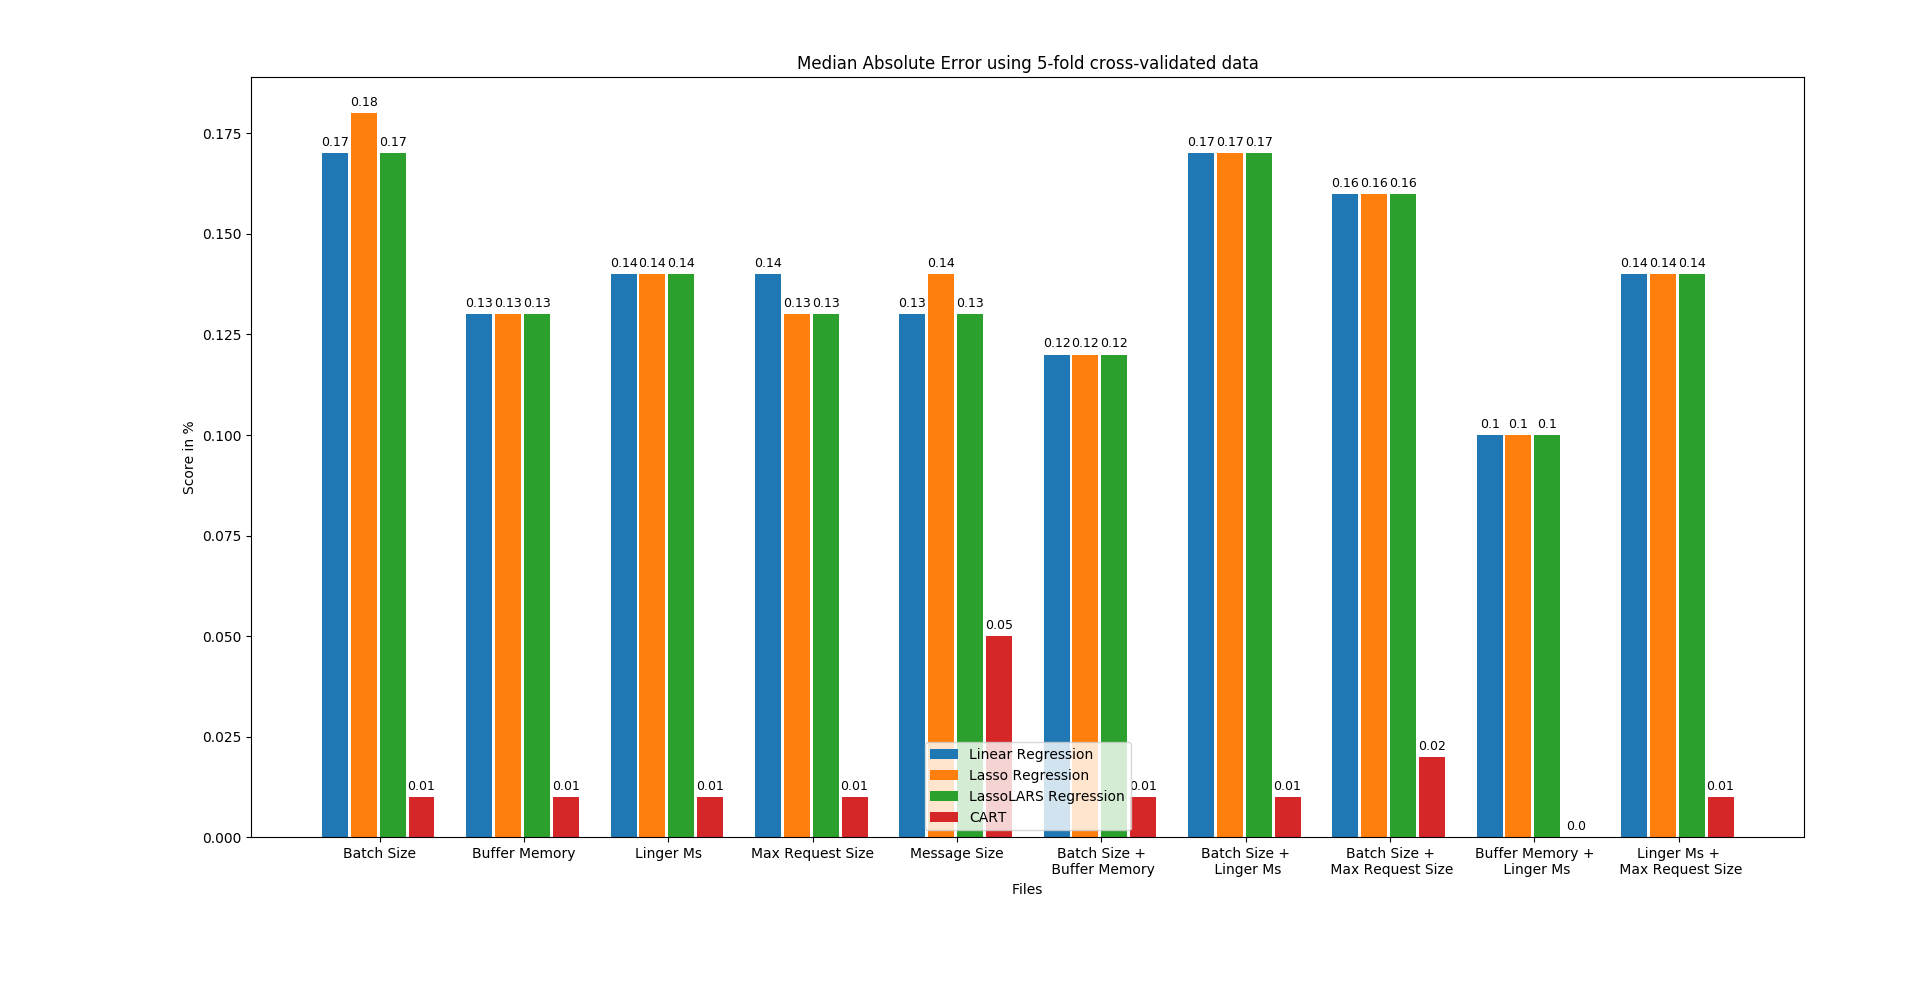 Median Absolute Error using 5-fold cross-validated data
0.17 0.18 0.17 0.01
0.13 0.13 0.13 0.01
0.14 0.14 0.14 0.01
0.14 0.13 0.13 0.01
0.13 0.14 0.13 0.05
0.12 0.12 0.12 0.01
0.17 0.17 0.17 0.01
0.16 0.16 0.16 0.02
0.1 0.1 0.1 0.0
0.14 0.14 0.14 0.01
0.175
0.150
0.125
0.100
0.075
0.050
0.025
0.000
Score in %
Linear Regression
Lasso Regression
LassoLARS Regression
CART
Batch Size
Buffer Memory
Linger Ms
Max Request Size
Message Size
Batch Size +
Buffer Memory
Batch Size +
Linger Ms
Batch Size +
Max Request Size
Buffer Memory +
Linger Ms
Linger Ms +
Max Request Size
Files